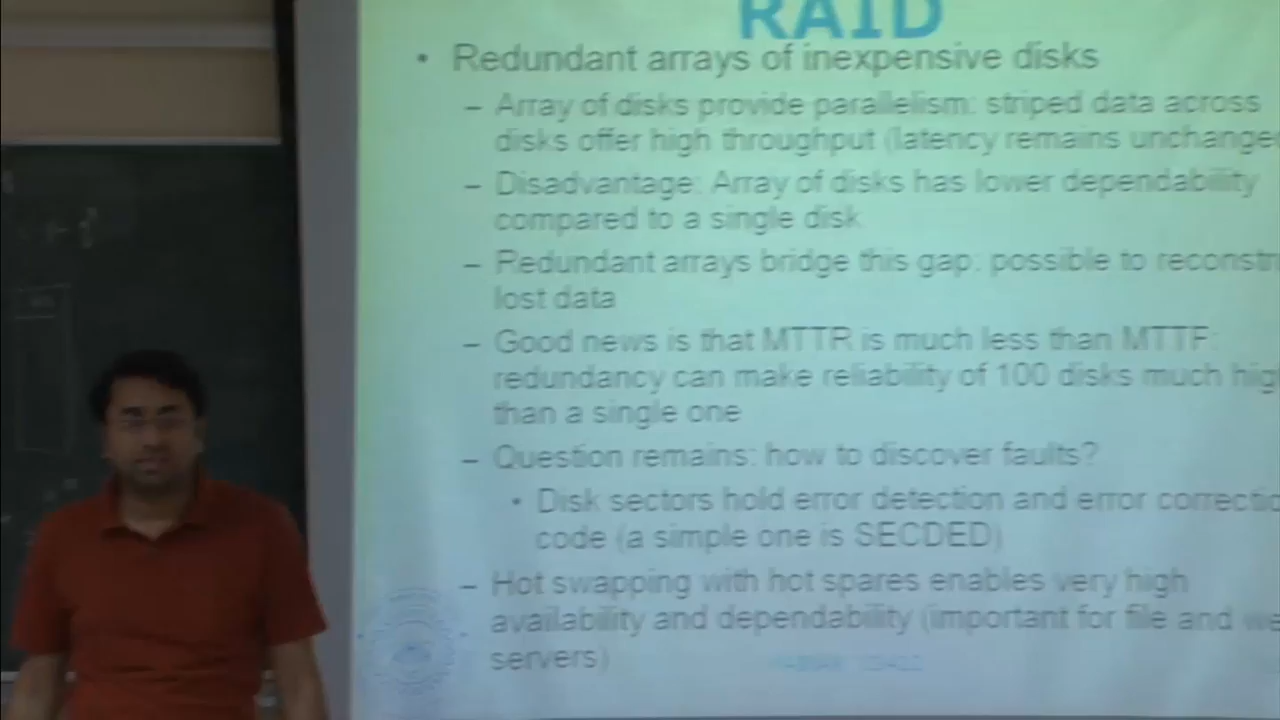 RAID
• Redundant arrays of inexpensive disks
– Array of disks provide parallelism: striped data across
disks offer high throughput (latency remains unchange
– Disadvantage: Array of disks has lower dependability
compared to a single disk
– Redundant arrays bridge this gap: possible to reconstr
lost data
– Good news is that MTTR is much less than MTTF:
redundancy can make reliability of 100 disks much hig
than a single one
– Question remains: how to discover faults?
• Disk sectors hold error detection and error correctio
code (a simple one is SECDED)
– Hot swapping with hot spares enables very high
availability and dependability (important for file and we
servers)